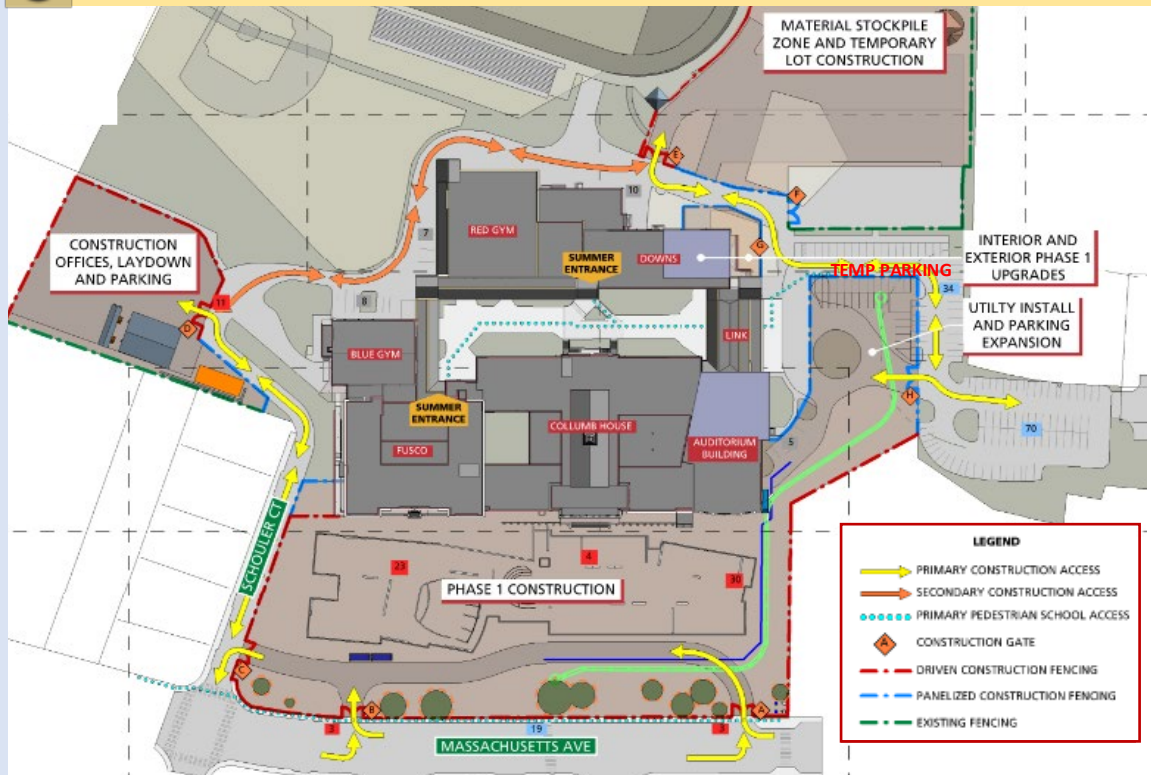 MATERIAL STOCKPILE
ZONE AND TEMPORARY
LOT CONSTRUCTION
E
F
10
RED GYM
7
G
CONSTRUCTION
OFFICES, LAYDOWN
AND PARKING
SUMMER
ENTRANCE
DOWNS
INTERIOR AND
EXTERIOR PHASE 1
UPGRADES
TEMP PARKING
34
11
8
D
UTILTY INSTALL
AND PARKING
EXPANSION
LINK
BLUE GYM
SUMMER
ENTRANCE
H
70
COLLUMB HOUSE
FUSCO
AUDITORIUM
BUILDING
5
SCHOULER CT
23
4
30
PHASE 1 CONSTRUCTION
C
B
A
3
19
3
MASSACHUSETTS AVE
LEGEND
PRIMARY CONSTRUCTION ACCESS
SECONDARY CONSTRUCTION ACCESS
PRIMARY PEDESTRIAN SCHOOL ACCESS
A
CONSTRUCTION GATE
DRIVEN CONSTRUCTION FENCING
PANELIZED CONSTRUCTION FENCING
EXISTING FENCING